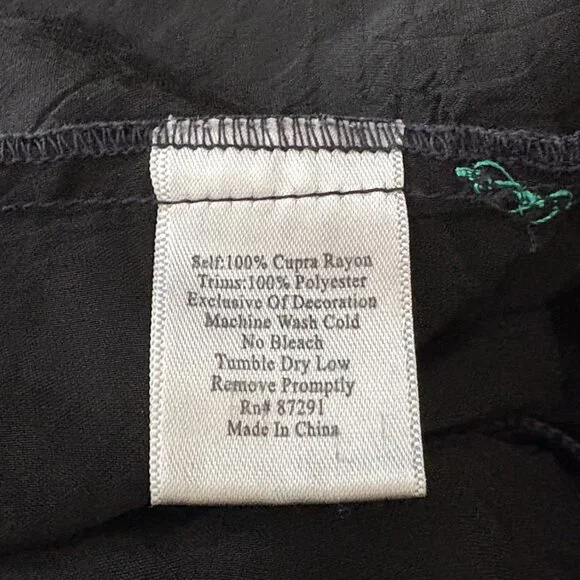 Self:100% Cupra Rayon
Trims:100% Polyester
Exclusive Of Decoration
Machine Wash Cold
No Bleach
Tumble Dry Low
Remove Promptly
Rn# 87291
Made In China